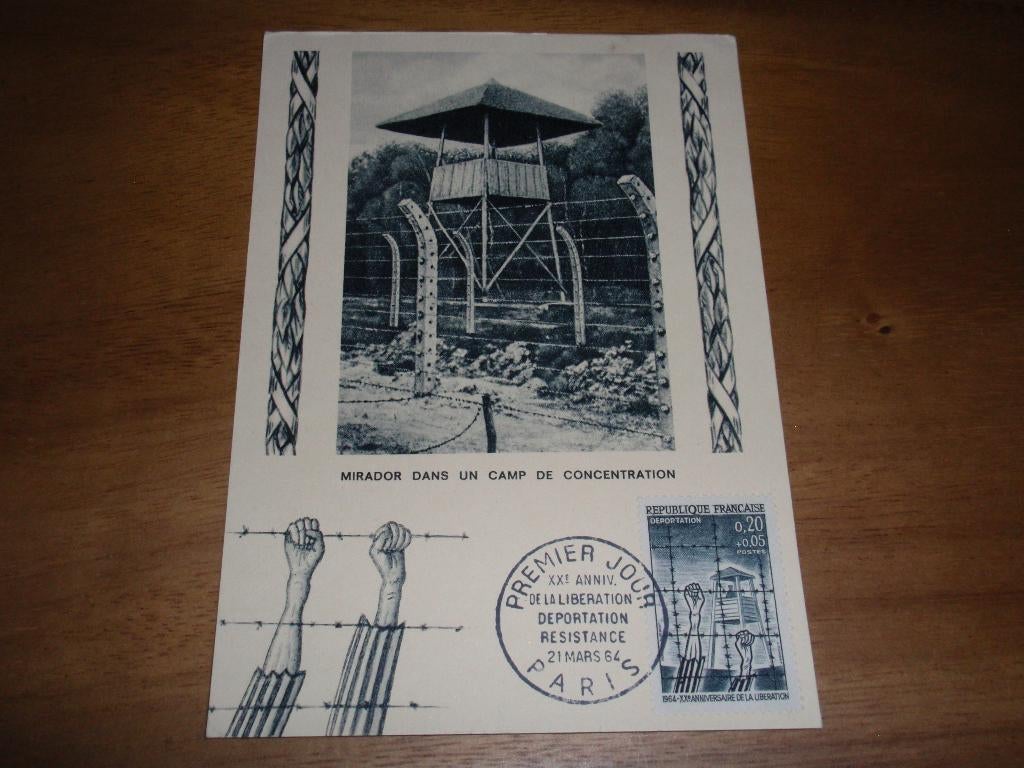 MIRADOR DANS UN CAMP DE CONCENTRATION
REPUBLIQUE FRANÇAISE
DEPORTATION
0,20
+0,05
POSTES
PREMIER JOUR
XXE ANNIV.
DE LA LIBERATION
DEPORTATION
RESISTANCE
21 MARS 64
PARIS
1964-XXE ANNIVERSAIRE DE LA LIBERATION